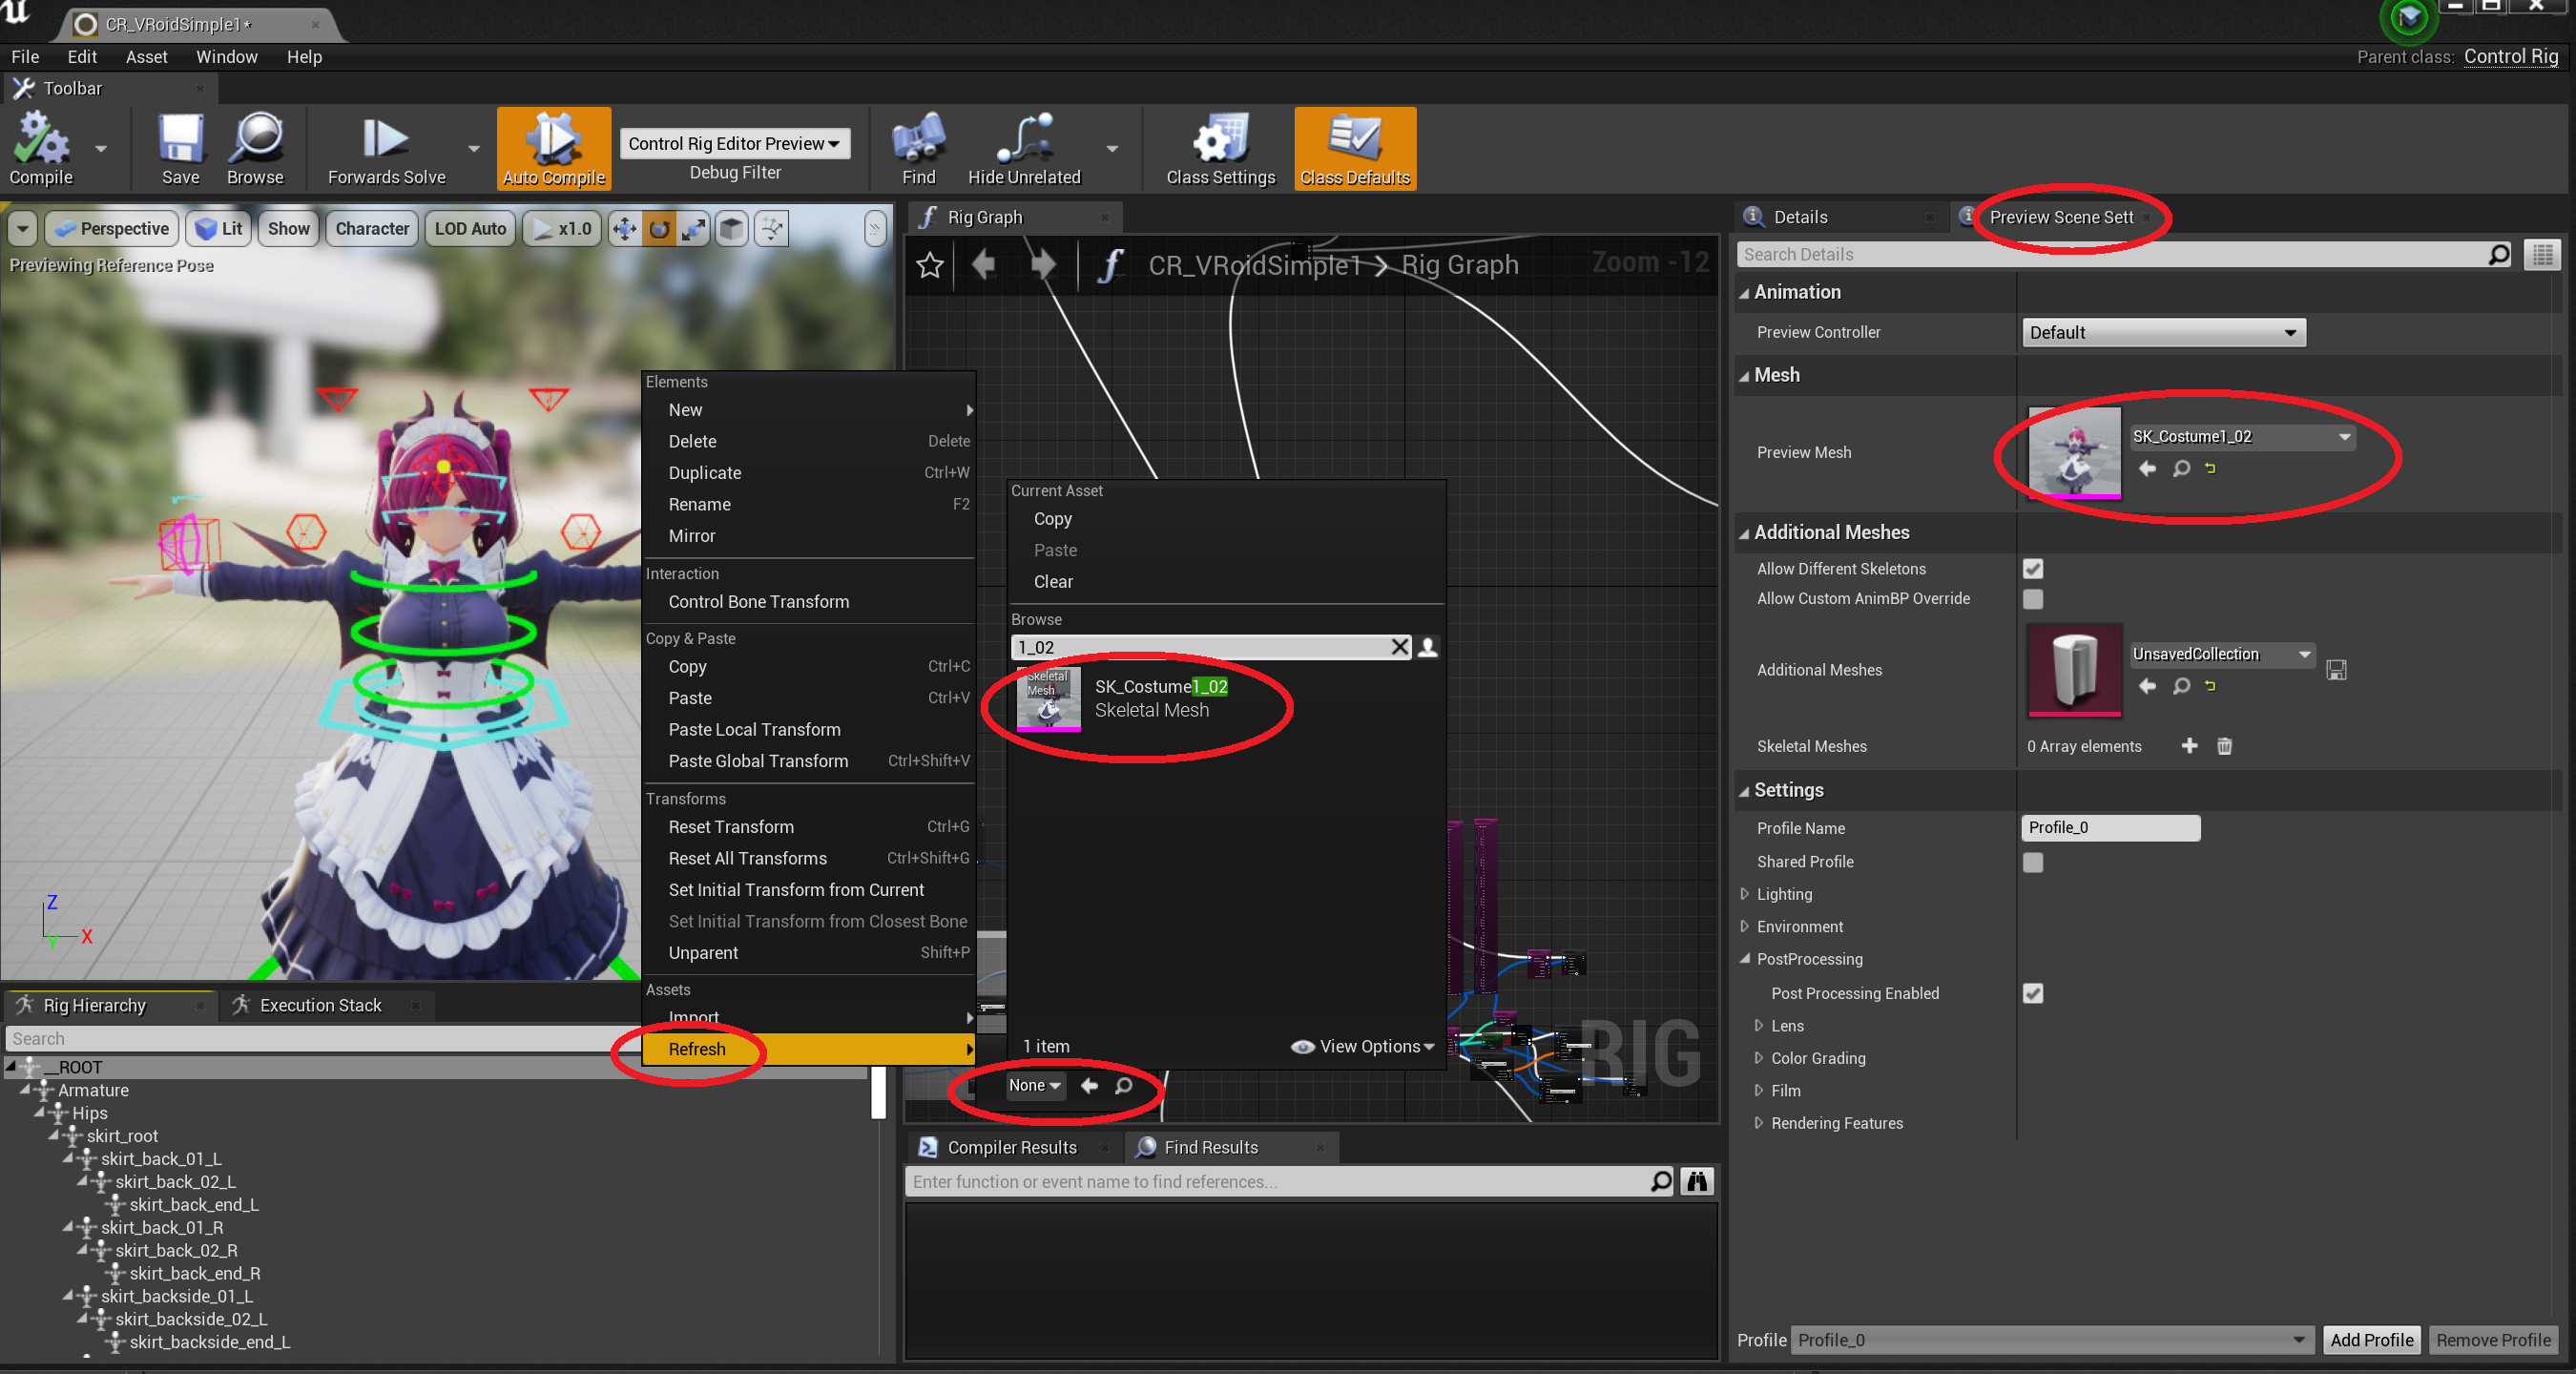 CR_VRoidSimple1*
File Edit Asset Window Help
Parent class: Control Rig
Toolbar
Compile
Save
Browse
Forwards Solve
Auto Compile
Control Rig Editor Preview
Debug Filter
Find
Hide Unrelated
Class Settings
Class Defaults
Perspective
Lit
Show
Character
LOD Auto
x1.0
Previewing Reference Pose
Z
X
Y
Rig Graph
CR_VRoidSimple1 > Rig Graph
Zoom -12
RIG
Elements
New
Delete Delete
Duplicate Ctrl+W
Rename F2
Mirror
Interaction
Control Bone Transform
Copy & Paste
Copy Ctrl+C
Paste Ctrl+V
Paste Local Transform
Paste Global Transform Ctrl+Shift+V
Transforms
Reset Transform Ctrl+G
Reset All Transforms Ctrl+Shift+G
Set Initial Transform from Current
Set Initial Transform from Closest Bone
Unparent Shift+P
Assets
Import
Refresh
Current Asset
Copy
Paste
Clear
Browse
1_02
Skeletal
Mesh
SK_Costume1_02
Skeletal Mesh
1 item
View Options
None
Rig Hierarchy
Execution Stack
Search
__ROOT
Armature
Hips
skirt_root
skirt_back_01_L
skirt_back_02_L
skirt_back_end_L
skirt_back_01_R
skirt_back_02_R
skirt_back_end_R
skirt_backside_01_L
skirt_backside_02_L
skirt_backside_end_L
Compiler Results
Find Results
Enter function or event name to find references...
Details
Preview Scene Sett
Search Details
Animation
Preview Controller Default
Mesh
Preview Mesh SK_Costume1_02
Additional Meshes
Allow Different Skeletons
Allow Custom AnimBP Override
Additional Meshes UnsavedCollection
Skeletal Meshes 0 Array elements
Settings
Profile Name Profile_0
Shared Profile
Lighting
Environment
PostProcessing
Post Processing Enabled
Lens
Color Grading
Film
Rendering Features
Profile Profile_0 Add Profile Remove Profile